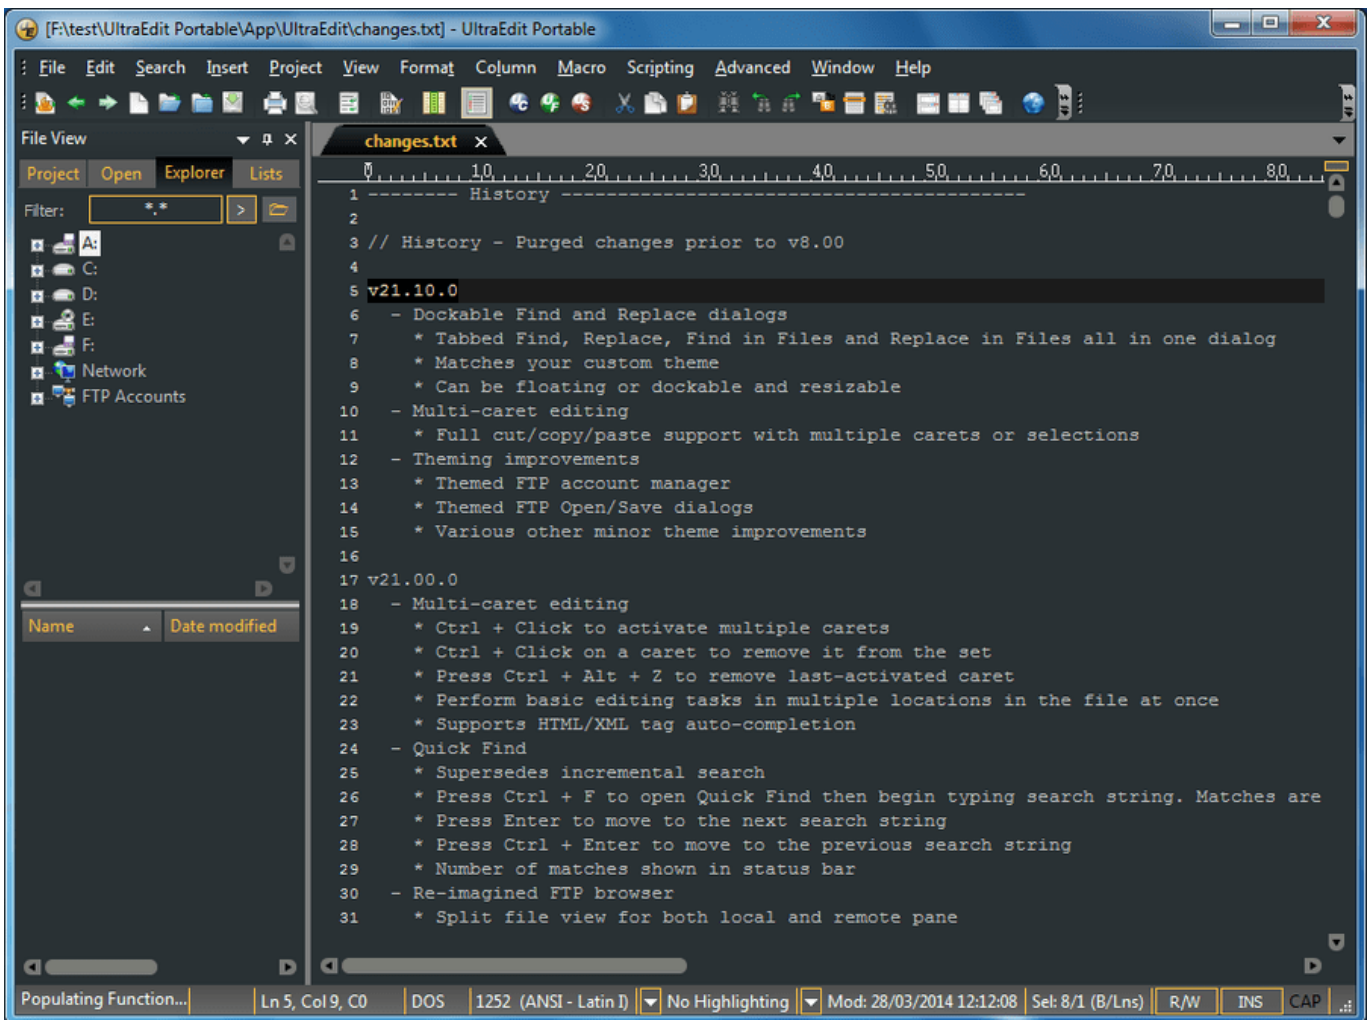 [F:\test\UltraEdit Portable\App\UltraEdit\changes.txt] - UltraEdit Portable
File Edit Search Insert Project View Format Column Macro Scripting Advanced Window Help
File View
changes.txt
Project Open Explorer Lists
0 10 20 30 40 50 60 70 80
Filter: *.* >
A:
C:
D:
E:
F:
Network
FTP Accounts
Name Date modified
1 -------- History -----------------------------------------
2
3 // History - Purged changes prior to v8.00
4
5 v21.10.0
6 - Dockable Find and Replace dialogs
7 * Tabbed Find, Replace, Find in Files and Replace in Files all in one dialog
8 * Matches your custom theme
9 * Can be floating or dockable and resizable
10 - Multi-caret editing
11 * Full cut/copy/paste support with multiple carets or selections
12 - Theming improvements
13 * Themed FTP account manager
14 * Themed FTP Open/Save dialogs
15 * Various other minor theme improvements
16
17 v21.00.0
18 - Multi-caret editing
19 * Ctrl + Click to activate multiple carets
20 * Ctrl + Click on a caret to remove it from the set
21 * Press Ctrl + Alt + Z to remove last-activated caret
22 * Perform basic editing tasks in multiple locations in the file at once
23 * Supports HTML/XML tag auto-completion
24 - Quick Find
25 * Supersedes incremental search
26 * Press Ctrl + F to open Quick Find then begin typing search string. Matches are
27 * Press Enter to move to the next search string
28 * Press Ctrl + Enter to move to the previous search string
29 * Number of matches shown in status bar
30 - Re-imagined FTP browser
31 * Split file view for both local and remote pane
Populating Function... Ln 5, Col 9, C0 DOS 1252 (ANSI - Latin I) No Highlighting Mod: 28/03/2014 12:12:08 Sel: 8/1 (B/Lns) R/W INS CAP